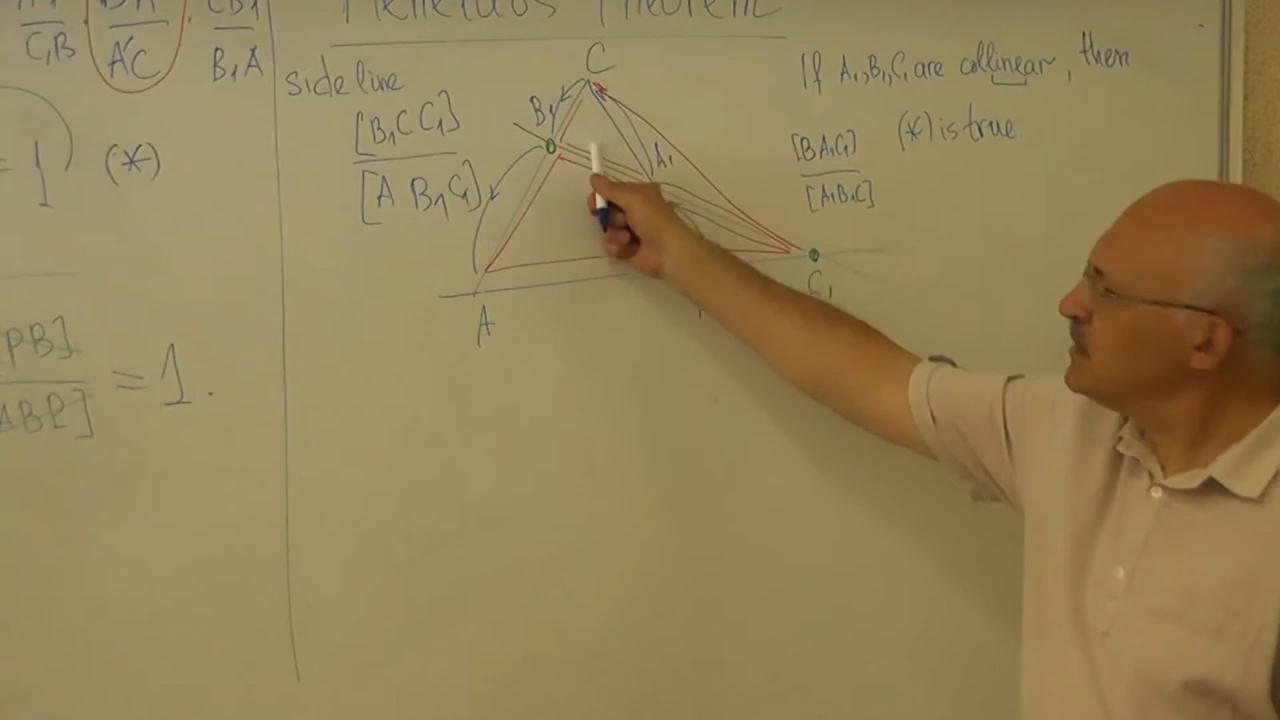 C₁B A'C B₁A
= 1 (*)
PB]
ABP] = 1.
Menelaus Theorem
side line
[B₁C C₁]
[A B₁C₁]
C
B₁
A₁
A
C₁
If A₁, B₁, C₁ are collinear, then
(*) is true
[BA₁C₁]
[A₁B₁C]